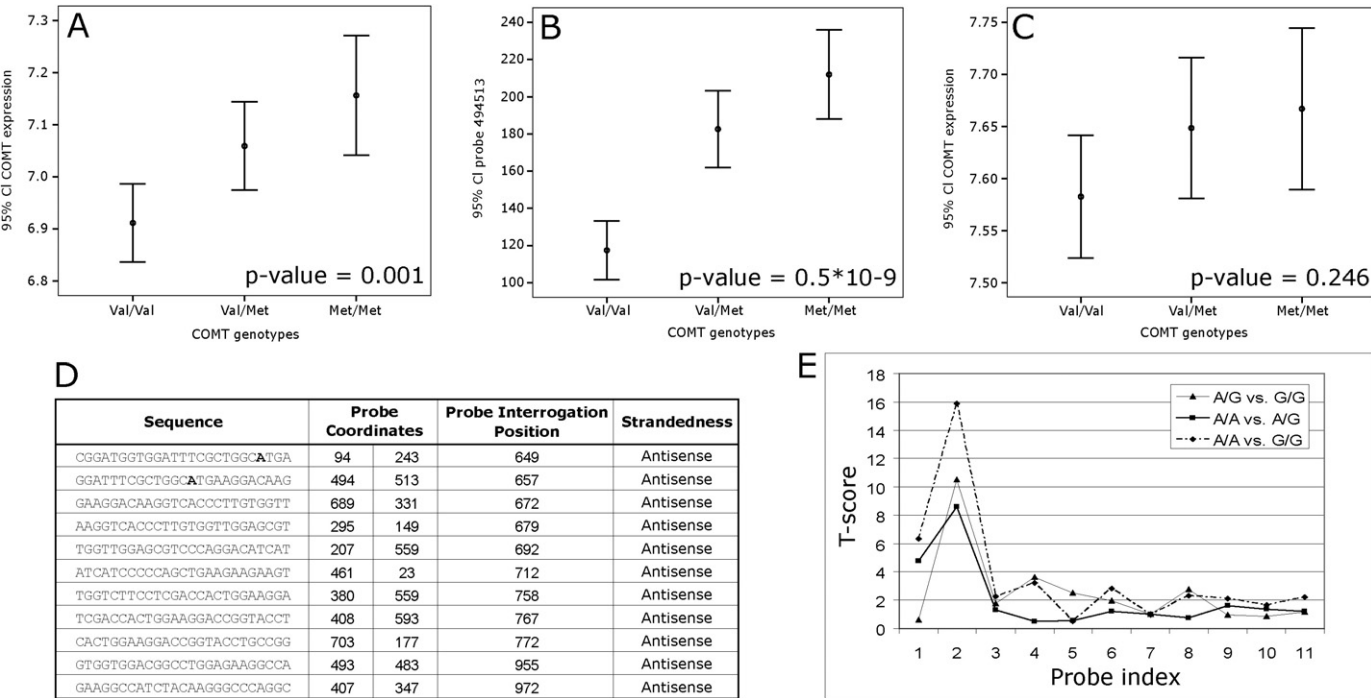 A
7.3
7.2
7.1
7.0
6.9
6.8
95% CI COMT expression
p-value = 0.001
Val/Val Val/Met Met/Met
COMT genotypes
B
240
220
200
180
160
140
120
100
95% CI probe 494513
p-value = 0.5*10-9
Val/Val Val/Met Met/Met
COMT genotypes
C
7.75
7.70
7.65
7.60
7.55
7.50
95% CI COMT expression
p-value = 0.246
Val/Val Val/Met Met/Met
COMT genotypes
D
Sequence Probe Coordinates Probe Interrogation Position Strandedness
CGGATGGTGGATTTCGCTGGCATGA 94 243 649 Antisense
GGATTTCGCTGGCATGAAGGACAAG 494 513 657 Antisense
GAAGGACAAGGTCACCCTTGTGGTT 689 331 672 Antisense
AAGGTCACCCTTGTGGTTGGAGCGT 295 149 679 Antisense
TGGTTGGAGCGTCCCAGGACATCAT 207 559 692 Antisense
ATCATCCCCCAGCTGAAGAAGAAGT 461 23 712 Antisense
TGGTCTTCCTCGACCACTGGAAGGA 380 559 758 Antisense
TCGACCACTGGAAGGACCGGTACCT 408 593 767 Antisense
CACTGGAAGGACCGGTACCTGCCGG 703 177 772 Antisense
GTGGTGGACGGCCTGGAGAAGGCCA 493 483 955 Antisense
GAAGGCCATCTACAAGGGCCCAGGC 407 347 972 Antisense
E
18
16
14
12
10
8
6
4
2
0
T-score
A/G vs. G/G
A/A vs. A/G
A/A vs. G/G
1 2 3 4 5 6 7 8 9 10 11
Probe index